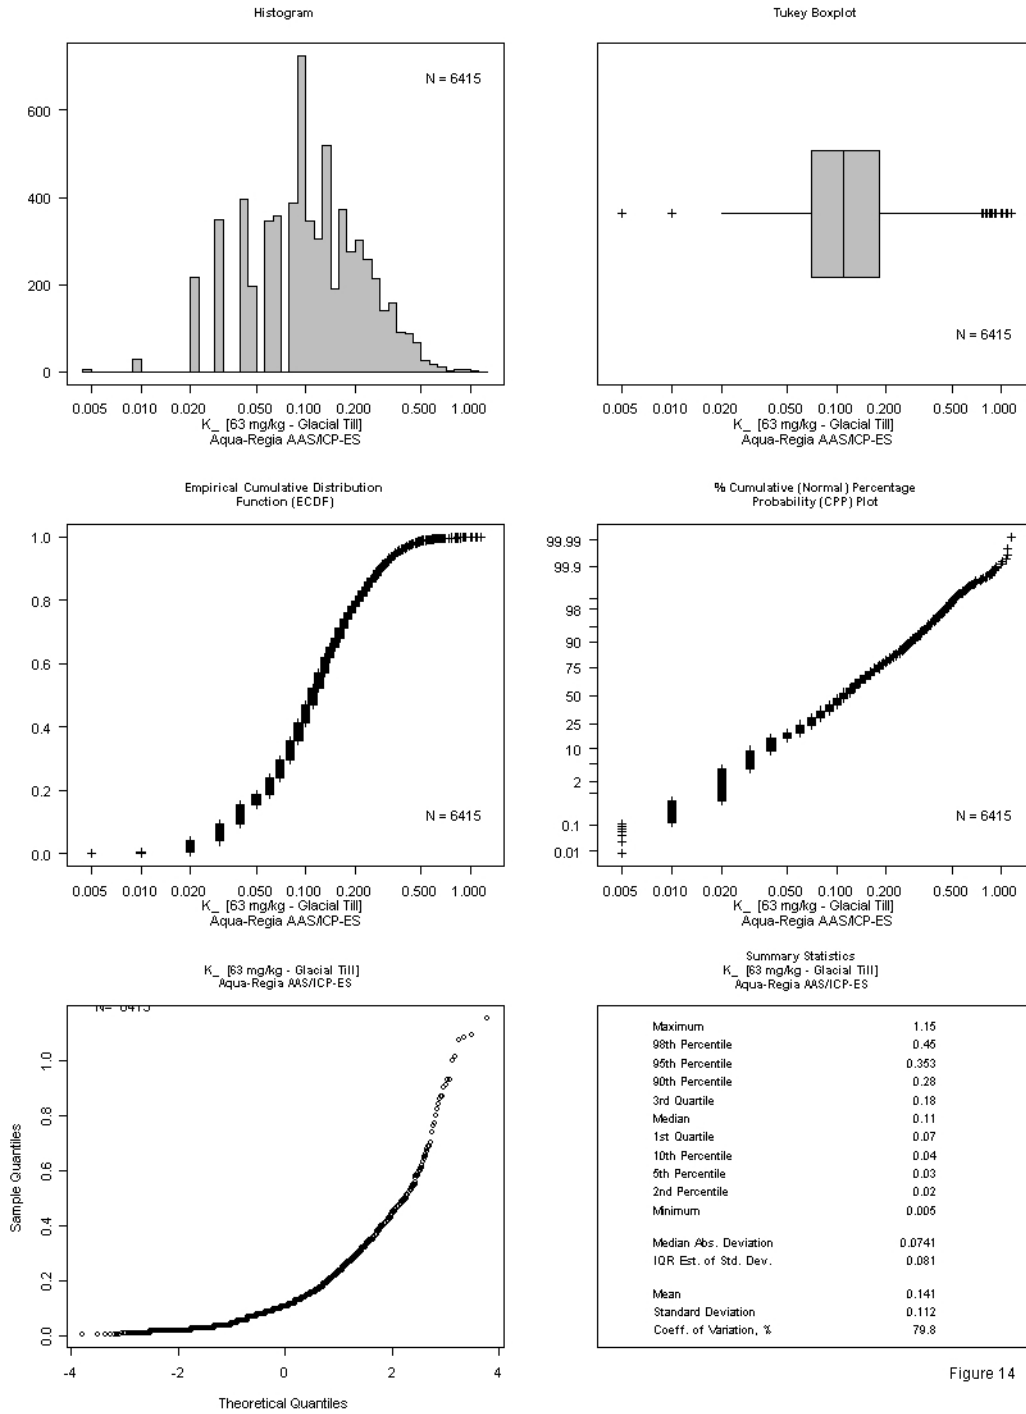 Histogram
N = 6415
600
400
200
0
0.005 0.010 0.020 0.050 0.100 0.200 0.500 1.000
K_ [63 mg/kg - Glacial Till]
Aqua-Regia AAS/ICP-ES
Tukey Boxplot
N = 6415
0.005 0.010 0.020 0.050 0.100 0.200 0.500 1.000
K_ [63 mg/kg - Glacial Till]
Aqua-Regia AAS/ICP-ES
Empirical Cumulative Distribution
Function (ECDF)
1.0
0.8
0.6
0.4
0.2
0.0
N = 6415
0.005 0.010 0.020 0.050 0.100 0.200 0.500 1.000
K_ [63 mg/kg - Glacial Till]
Aqua-Regia AAS/ICP-ES
% Cumulative (Normal) Percentage
Probability (CPP) Plot
99.99
99.9
98
90
75
50
25
10
2
0.1
0.01
N = 6415
0.005 0.010 0.020 0.050 0.100 0.200 0.500 1.000
K_ [63 mg/kg - Glacial Till]
Aqua-Regia AAS/ICP-ES
K_ [63 mg/kg - Glacial Till]
Aqua-Regia AAS/ICP-ES
N= 6415
Sample Quantiles
1.0
0.8
0.6
0.4
0.2
0.0
-4 -2 0 2 4
Theoretical Quantiles
Summary Statistics
K_ [63 mg/kg - Glacial Till]
Aqua-Regia AAS/ICP-ES
Maximum 1.15
98th Percentile 0.45
95th Percentile 0.353
90th Percentile 0.28
3rd Quartile 0.18
Median 0.11
1st Quartile 0.07
10th Percentile 0.04
5th Percentile 0.03
2nd Percentile 0.02
Minimum 0.005
Median Abs. Deviation 0.0741
IQR Est. of Std. Dev. 0.081
Mean 0.141
Standard Deviation 0.112
Coeff. of Variation, % 79.8
Figure 14